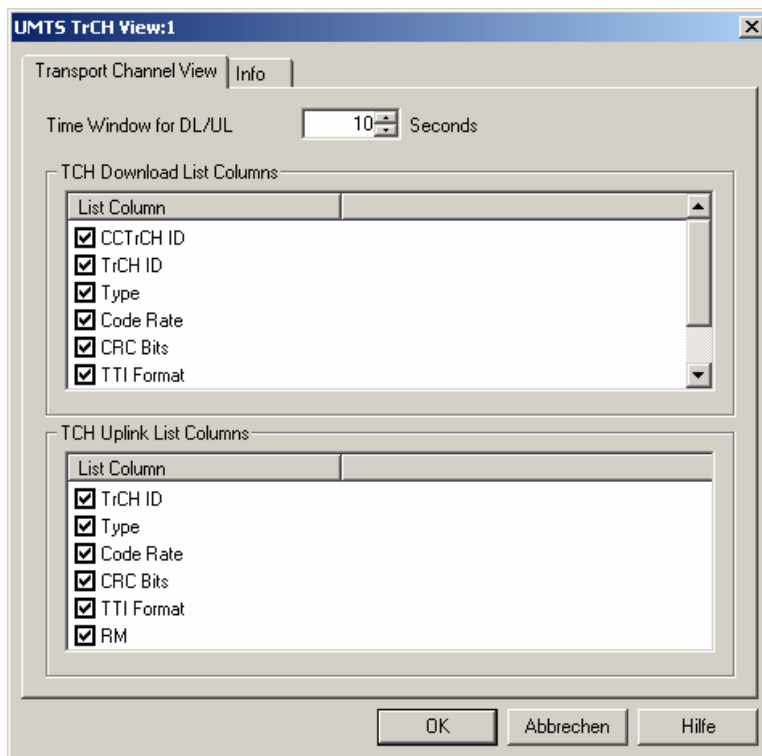 UMTS TrCH View:1
Transport Channel View
Info
Time Window for DL/UL 10 Seconds
TCH Download List Columns
List Column
CCTrCH ID
TrCH ID
Type
Code Rate
CRC Bits
TTI Format
TCH Uplink List Columns
List Column
TrCH ID
Type
Code Rate
CRC Bits
TTI Format
RM
OK
Abbrechen
Hilfe